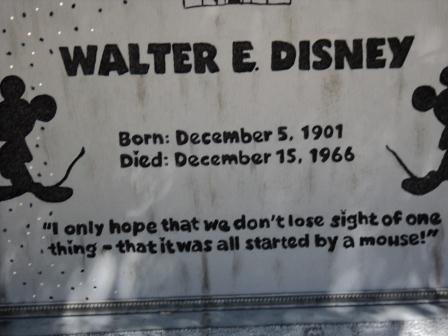 WALTER E. DISNEY
Born: December 5, 1901
Died: December 15, 1966
"I only hope that we don't lose sight of one
thing - that it was all started by a mouse!"